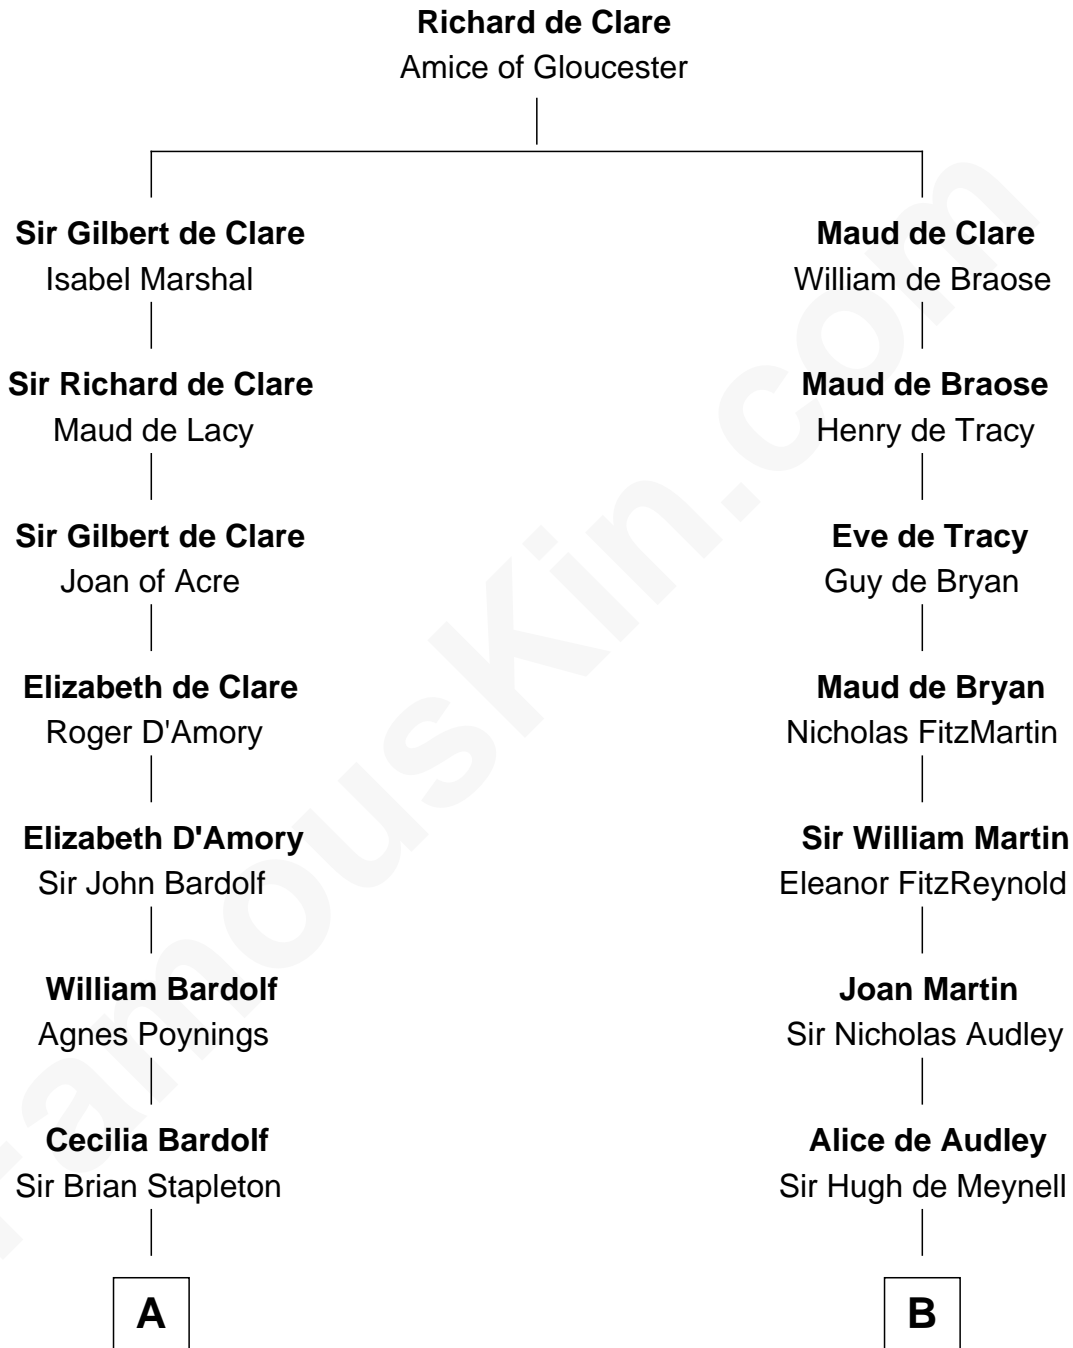 Richard de Clare
Amice of Gloucester
Sir Gilbert de Clare
Isabel Marshal
Sir Richard de Clare
Maud de Lacy
Sir Gilbert de Clare
Joan of Acre
Elizabeth de Clare
Roger D'Amory
Elizabeth D'Amory
Sir John Bardolf
William Bardolf
Agnes Poynings
Cecilia Bardolf
Sir Brian Stapleton
A
Maud de Clare
William de Braose
Maud de Braose
Henry de Tracy
Eve de Tracy
Guy de Bryan
Maud de Bryan
Nicholas FitzMartin
Sir William Martin
Eleanor FitzReynold
Joan Martin
Sir Nicholas Audley
Alice de Audley
Sir Hugh de Meynell
B
FamousKin.com